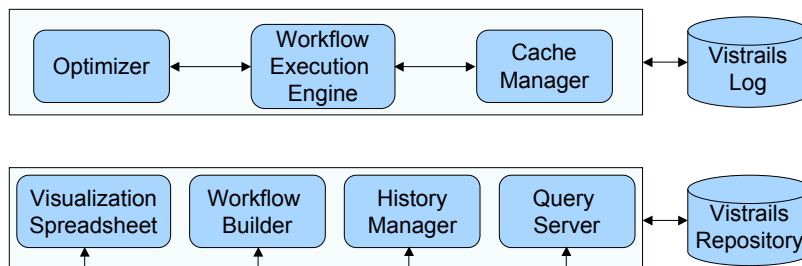 Optimizer
Workflow
Execution
Engine
Cache
Manager
Vistrails
Log
Visualization
Spreadsheet
Workflow
Builder
History
Manager
Query
Server
Vistrails
Repository